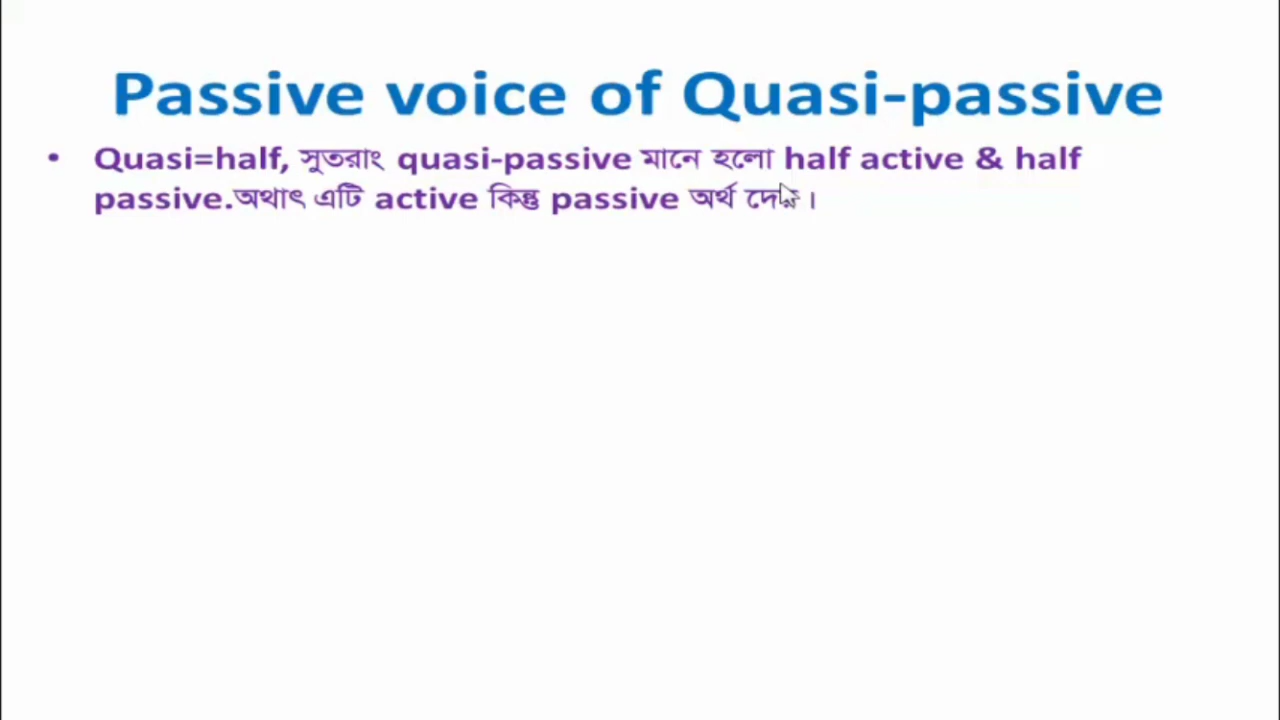 Passive voice of Quasi-passive
• Quasi=half, সুতরাং quasi-passive মানে হলো half active & half
passive.অথাৎ এটি active কিন্তু passive অর্থ দেয়।